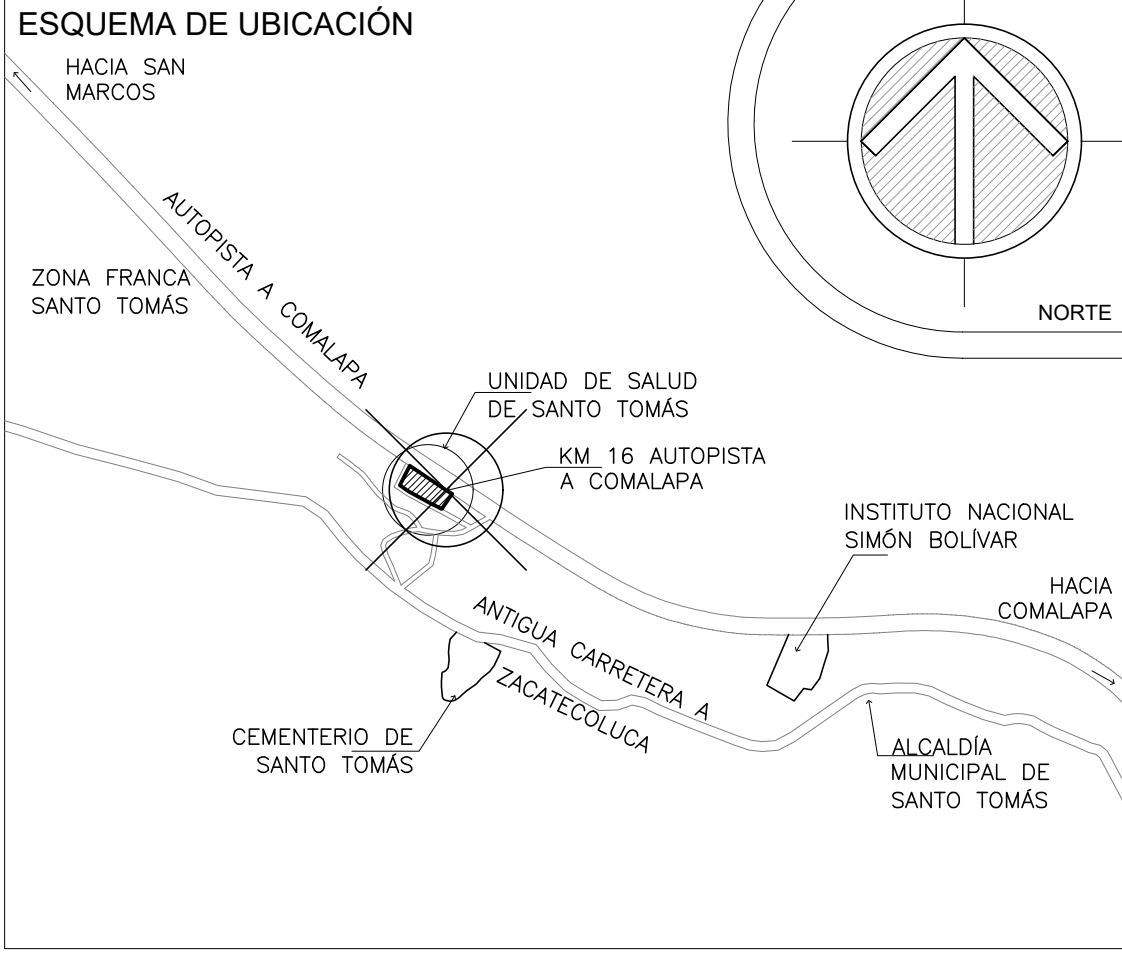 ESQUEMA DE UBICACIÓN
HACIA SAN
MARCOS
AUTOPISTA A COMALAPA
ZONA FRANCA
SANTO TOMÁS
NORTE
UNIDAD DE SALUD
DE SANTO TOMÁS
KM 16 AUTOPISTA
A COMALAPA
INSTITUTO NACIONAL
SIMÓN BOLÍVAR
HACIA
COMALAPA
ANTIGUA CARRETERA A
ZACATECOLUCA
CEMENTERIO DE
SANTO TOMÁS
ALCALDÍA
MUNICIPAL DE
SANTO TOMÁS